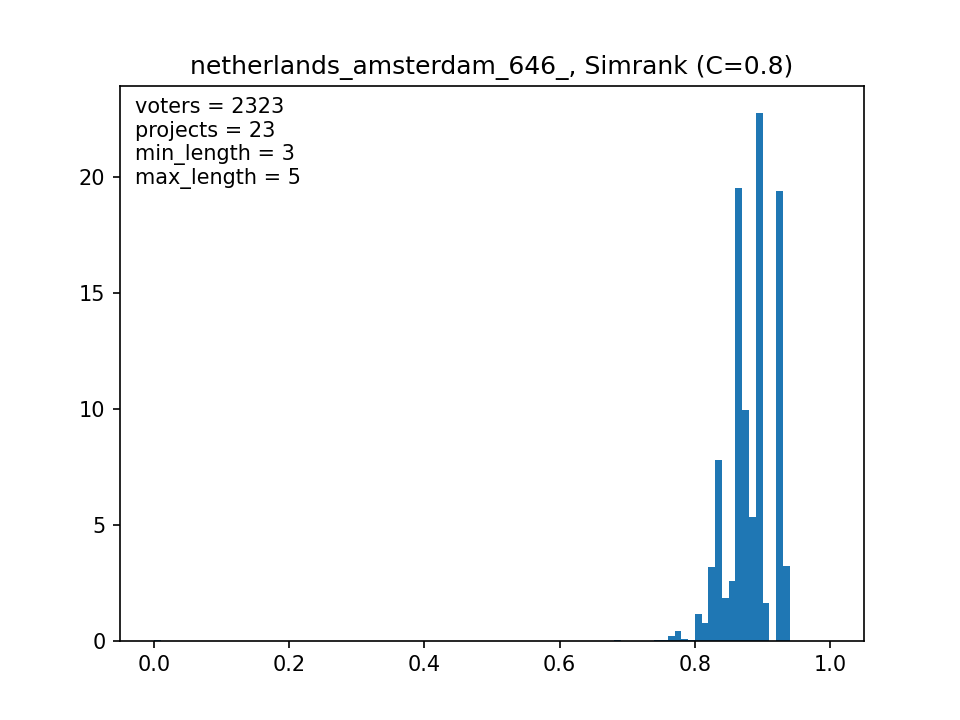 netherlands_amsterdam_646_, Simrank (C=0.8)
voters = 2323
projects = 23
min_length = 3
max_length = 5
20
15
10
5
0
0.0 0.2 0.4 0.6 0.8 1.0